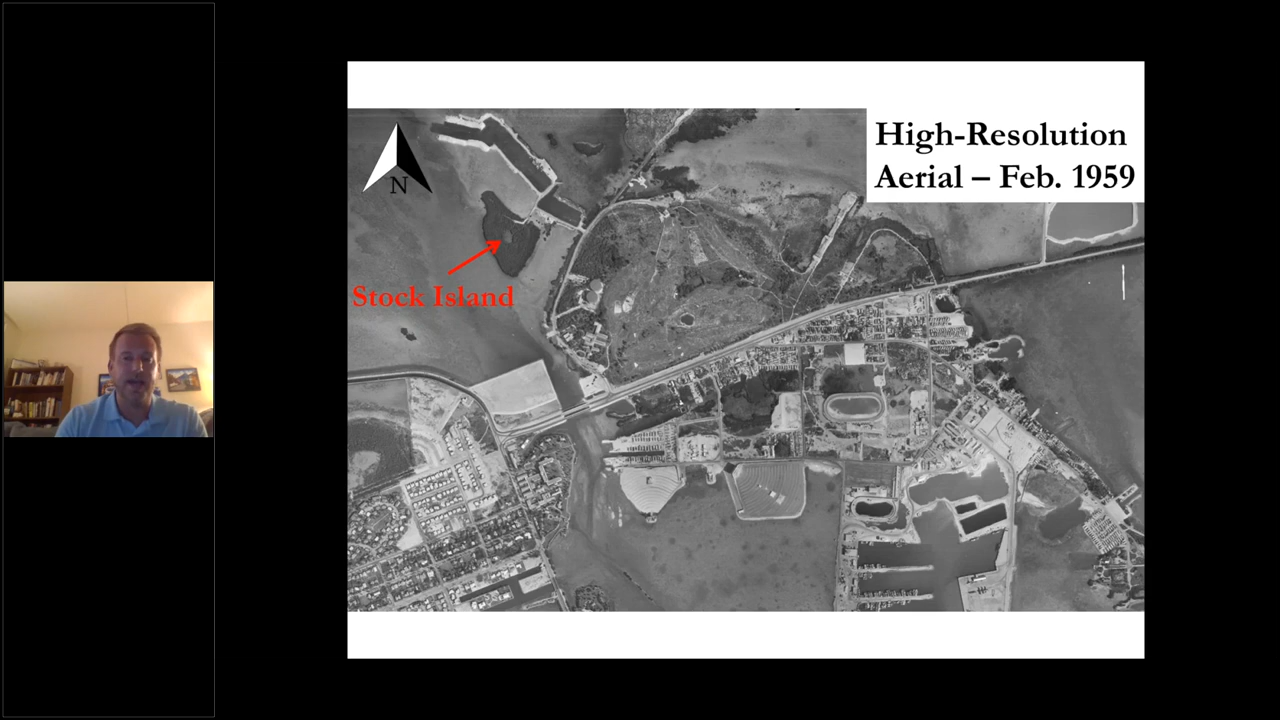 High-Resolution
Aerial – Feb. 1959
N
Stock Island